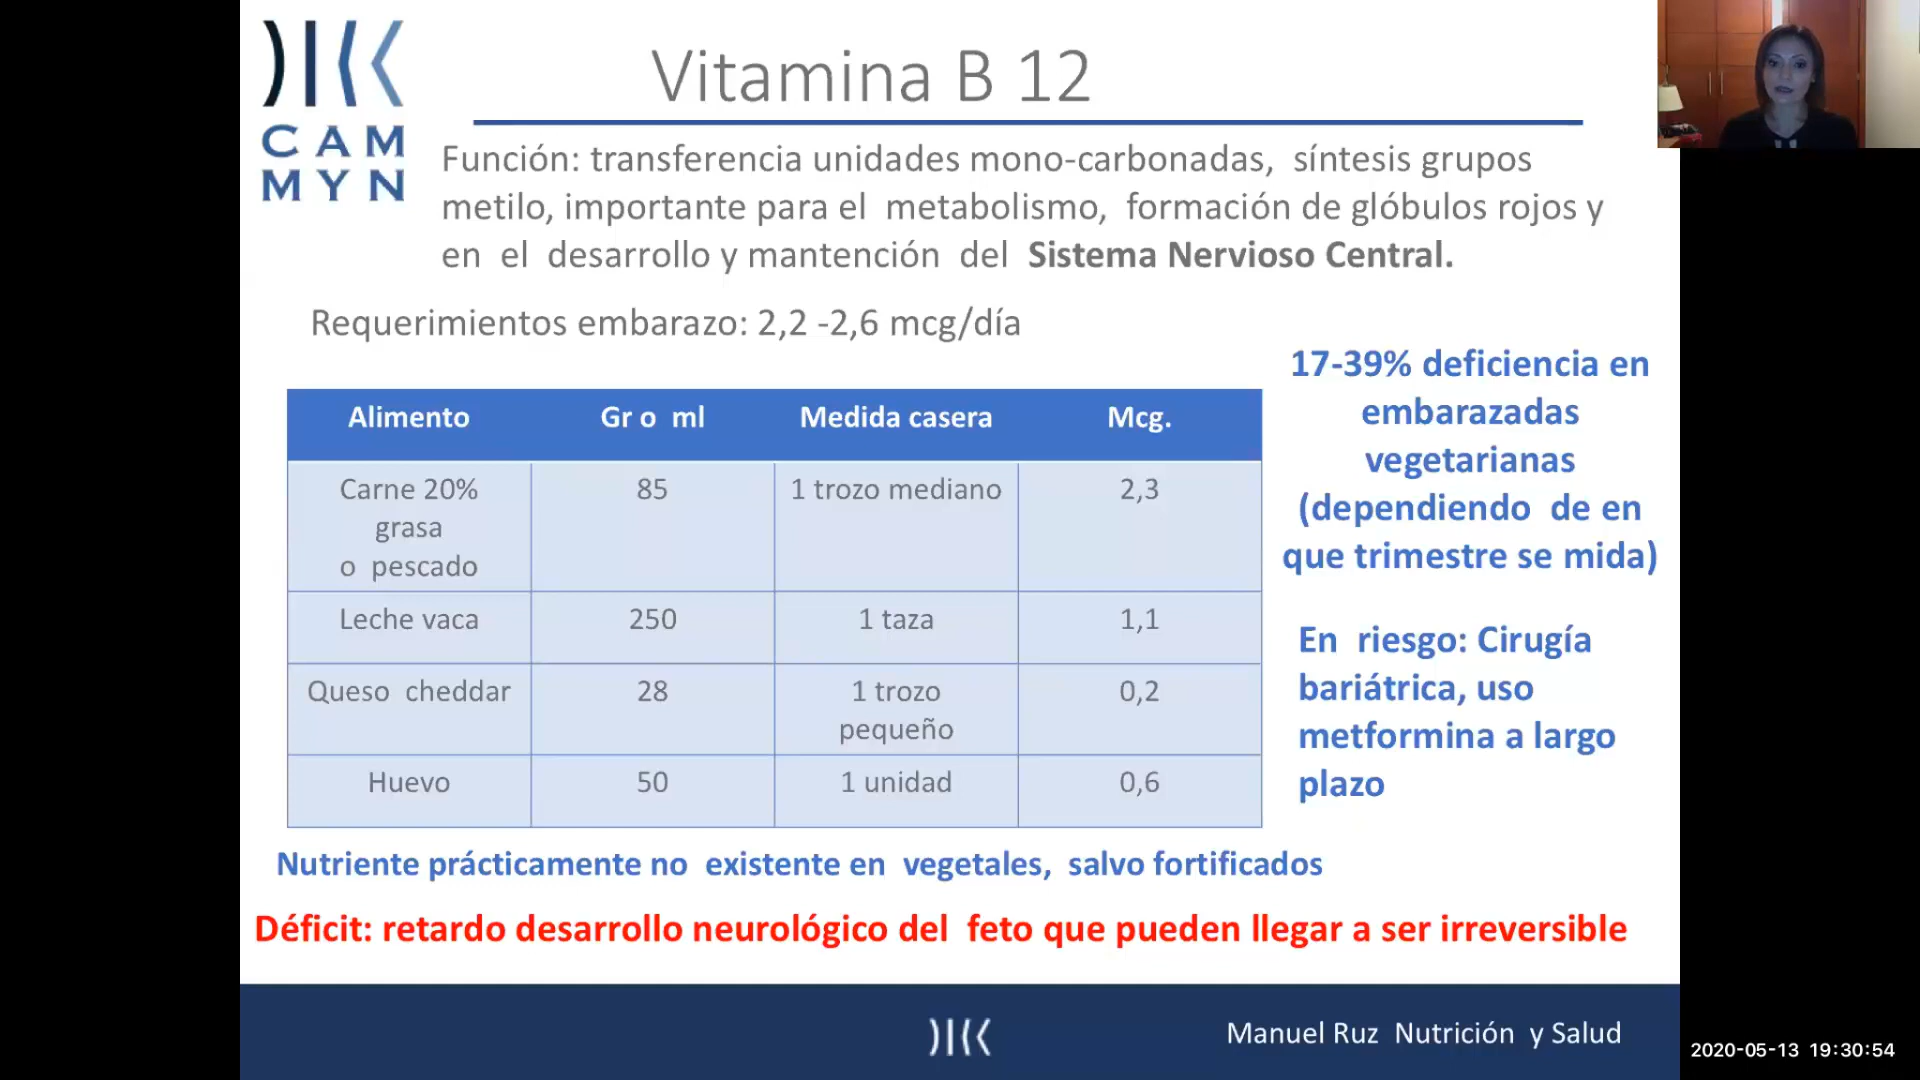 CAM
MYN
Vitamina B 12
Función: transferencia unidades mono-carbonadas, síntesis grupos
metilo, importante para el metabolismo, formación de glóbulos rojos y
en el desarrollo y mantención del Sistema Nervioso Central.
Requerimientos embarazo: 2,2 -2,6 mcg/día
Alimento Gr o ml Medida casera Mcg.
Carne 20% 85 1 trozo mediano 2,3
grasa
o pescado
Leche vaca 250 1 taza 1,1
Queso cheddar 28 1 trozo 0,2
pequeño
Huevo 50 1 unidad 0,6
17-39% deficiencia en
embarazadas
vegetarianas
(dependiendo de en
que trimestre se mida)
En riesgo: Cirugía
bariátrica, uso
metformina a largo
plazo
Nutriente prácticamente no existente en vegetales, salvo fortificados
Déficit: retardo desarrollo neurológico del feto que pueden llegar a ser irreversible
Manuel Ruz Nutrición y Salud
2020-05-13 19:30:54